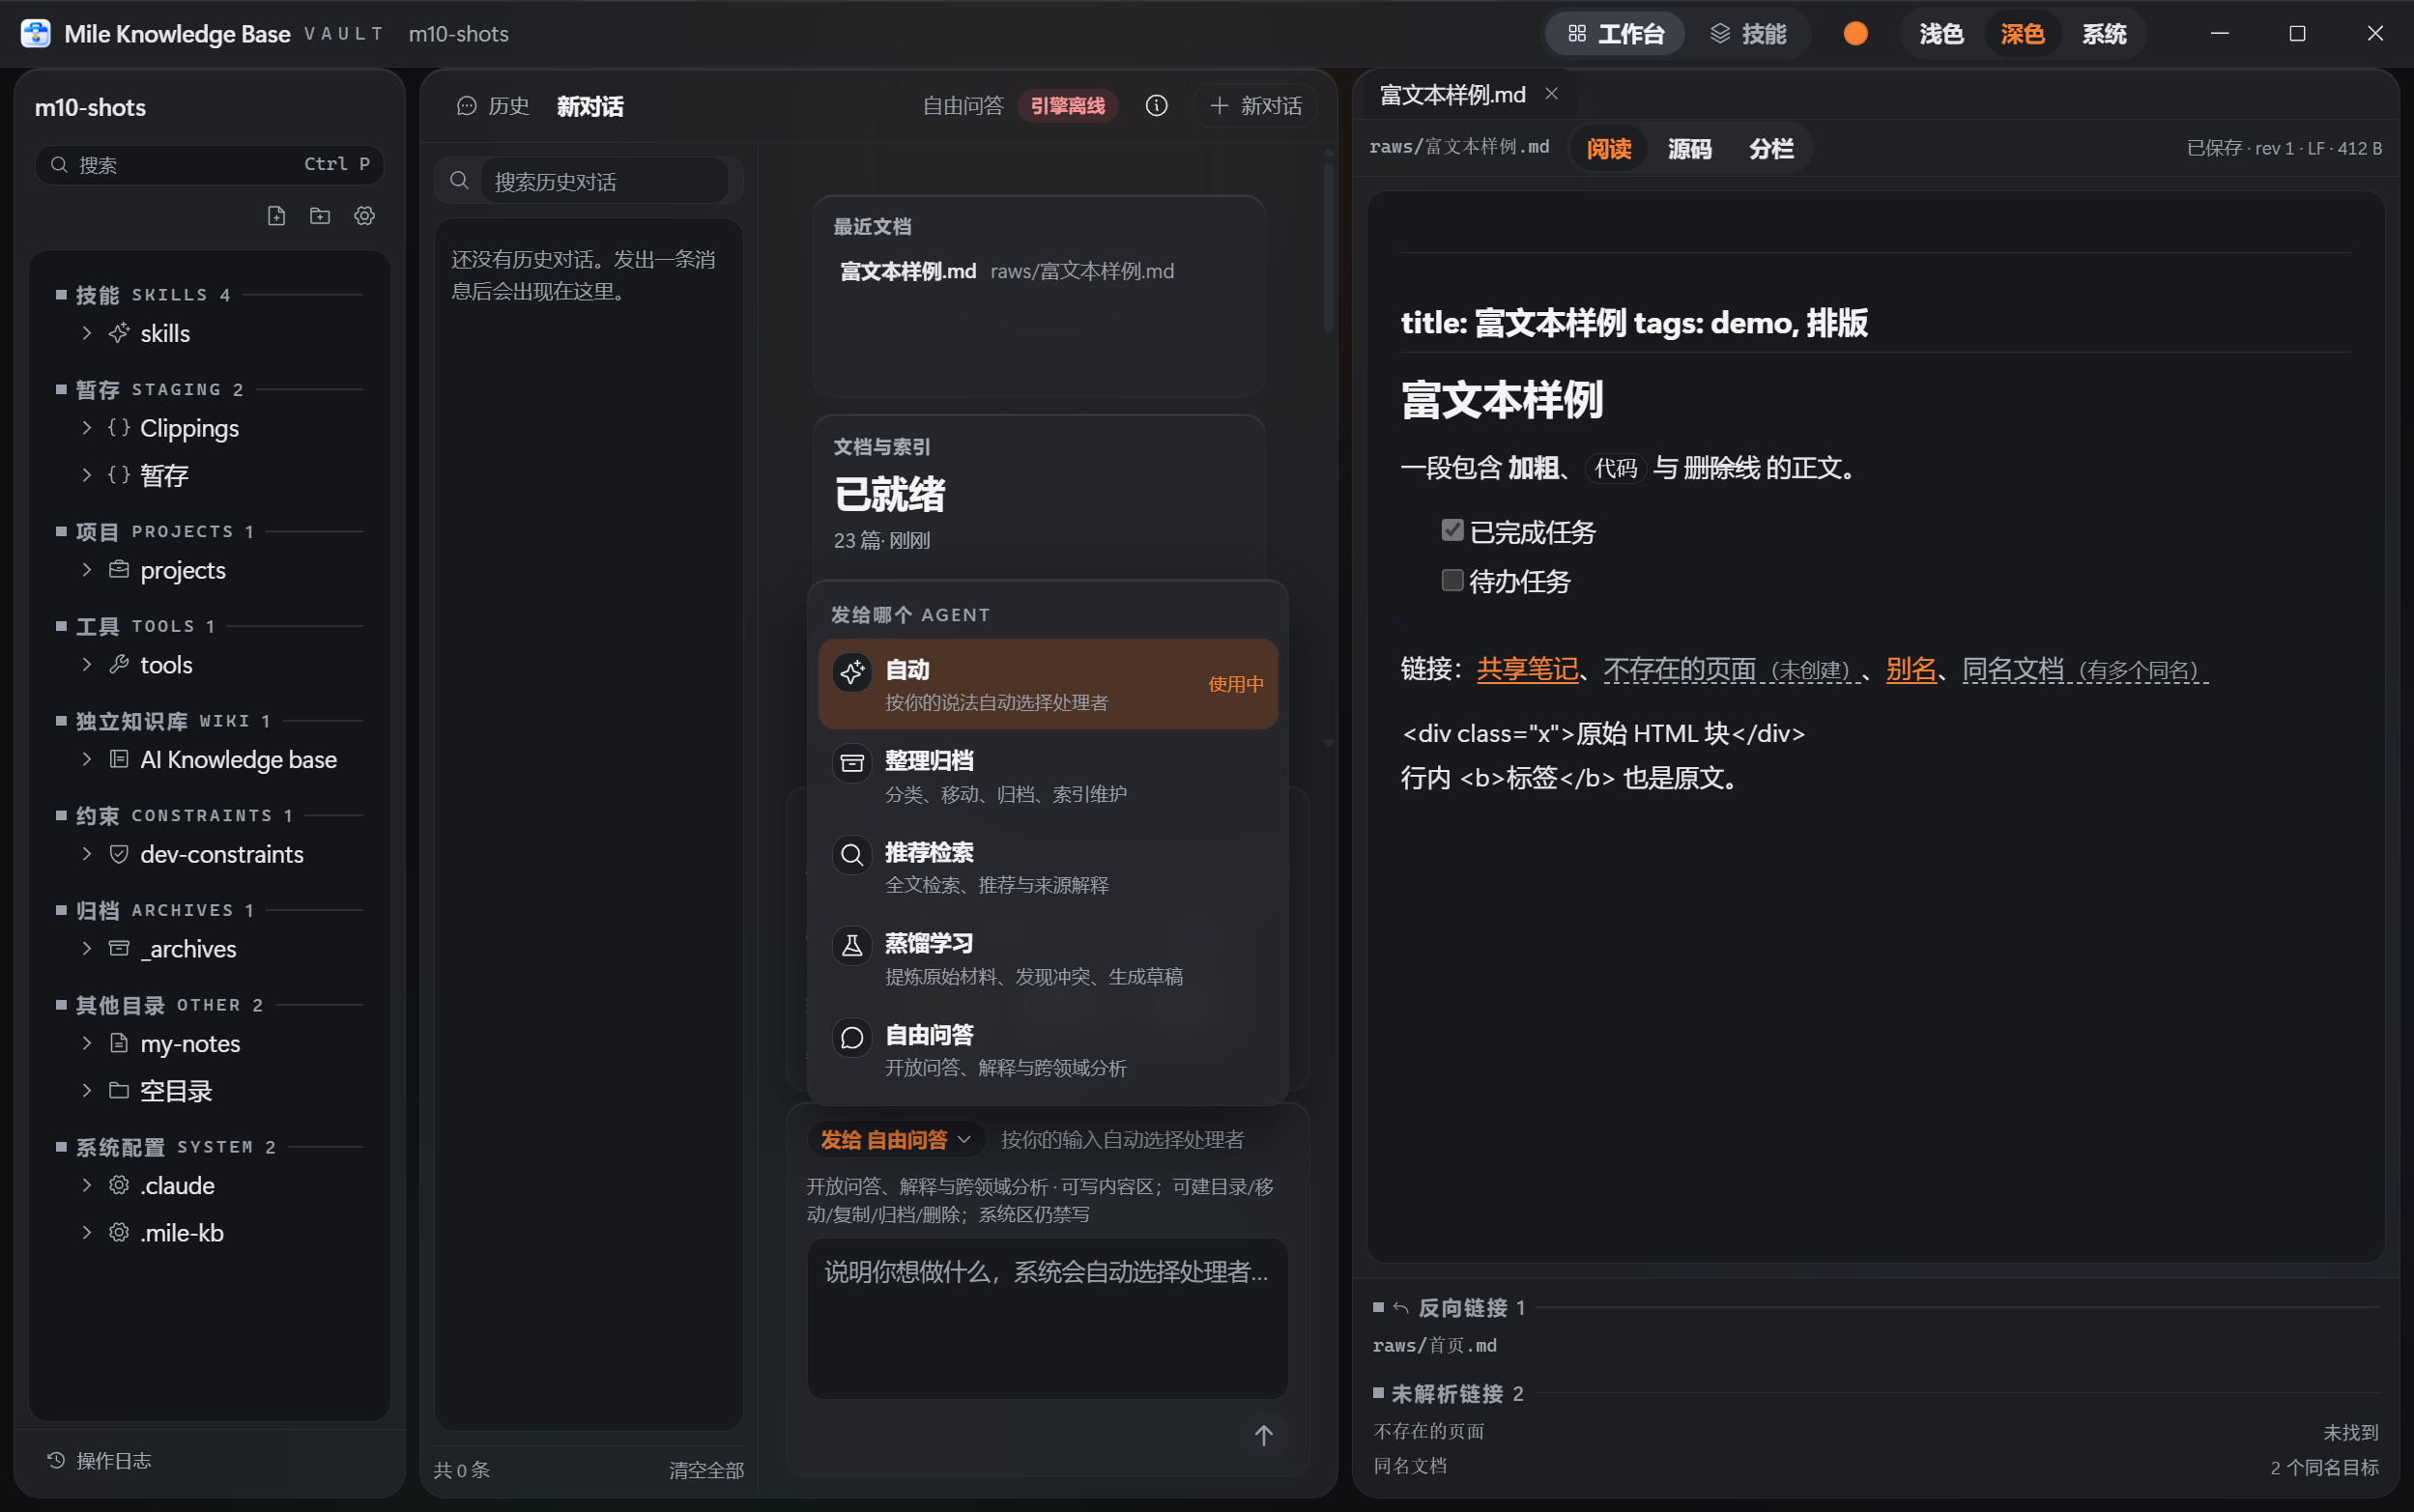 Mile Knowledge Base VAULT m10-shots
工作台 技能 浅色 深色 系统
m10-shots
搜索 Ctrl P
技能 SKILLS 4
skills
暂存 STAGING 2
Clippings
暂存
项目 PROJECTS 1
projects
工具 TOOLS 1
tools
独立知识库 WIKI 1
AI Knowledge base
约束 CONSTRAINTS 1
dev-constraints
归档 ARCHIVES 1
_archives
其他目录 OTHER 2
my-notes
空目录
系统配置 SYSTEM 2
.claude
.mile-kb
操作日志
历史 新对话 自由问答 引擎离线 新对话
搜索历史对话
还没有历史对话。发出一条消
息后会出现在这里。
共 0 条 清空全部
最近文档
富文本样例.md raws/富文本样例.md
文档与索引
已就绪
23 篇· 刚刚
发给哪个 AGENT
自动
按你的说法自动选择处理者
使用中
整理归档
分类、移动、归档、索引维护
推荐检索
全文检索、推荐与来源解释
蒸馏学习
提炼原始材料、发现冲突、生成草稿
自由问答
开放问答、解释与跨领域分析
发给 自由问答 按你的输入自动选择处理者
开放问答、解释与跨领域分析 · 可写内容区；可建目录/移
动/复制/归档/删除；系统区仍禁写
说明你想做什么，系统会自动选择处理者...
富文本样例.md
raws/富文本样例.md 阅读 源码 分栏 已保存 · rev 1 · LF · 412 B
title: 富文本样例 tags: demo, 排版
富文本样例
一段包含 加粗、 代码 与 删除线 的正文。
已完成任务
待办任务
链接：共享笔记、不存在的页面（未创建）、别名、同名文档（有多个同名）
<div class="x">原始 HTML 块</div>
行内 <b>标签</b> 也是原文。
反向链接 1
raws/首页.md
未解析链接 2
不存在的页面 未找到
同名文档 2 个同名目标